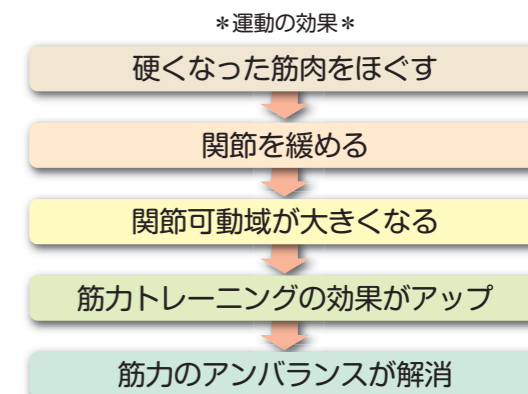 ＊運動の効果＊
硬くなった筋肉をほぐす
関節を緩める
関節可動域が大きくなる
筋力トレーニングの効果がアップ
筋力のアンバランスが解消